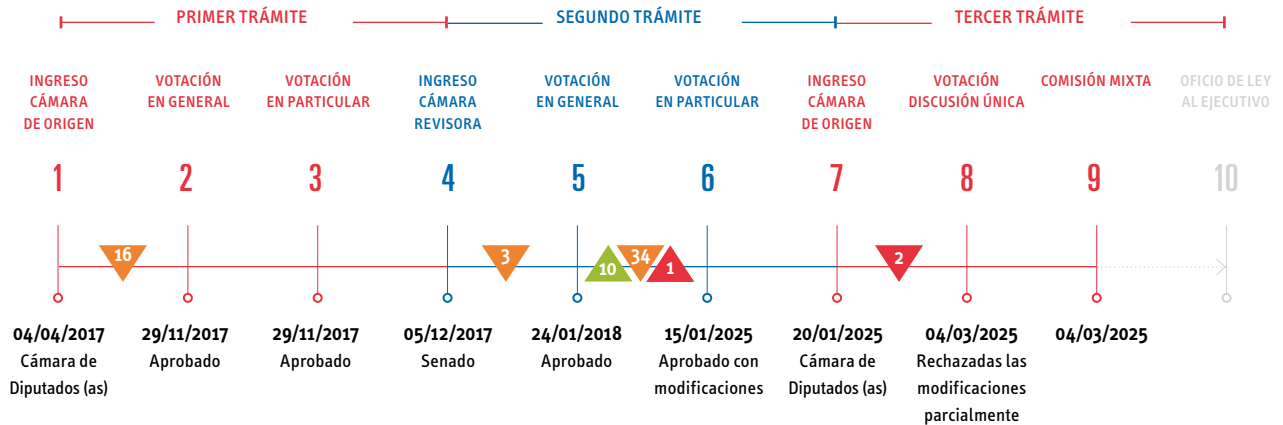 PRIMER TRÁMITE
SEGUNDO TRÁMITE
TERCER TRÁMITE
INGRESO
CÁMARA
DE ORIGEN
VOTACIÓN
EN GENERAL
VOTACIÓN
EN PARTICULAR
INGRESO
CÁMARA
REVISORA
VOTACIÓN
EN GENERAL
VOTACIÓN
EN PARTICULAR
INGRESO
CÁMARA
DE ORIGEN
VOTACIÓN
DISCUSIÓN ÚNICA
COMISIÓN MIXTA
OFICIO DE LEY
AL EJECUTIVO
1
2
3
4
5
6
7
8
9
10
16
3
10
34
1
2
04/04/2017
Cámara de
Diputados (as)
29/11/2017
Aprobado
29/11/2017
Aprobado
05/12/2017
Senado
24/01/2018
Aprobado
15/01/2025
Aprobado con
modificaciones
20/01/2025
Cámara de
Diputados (as)
04/03/2025
Rechazadas las
modificaciones
parcialmente
04/03/2025